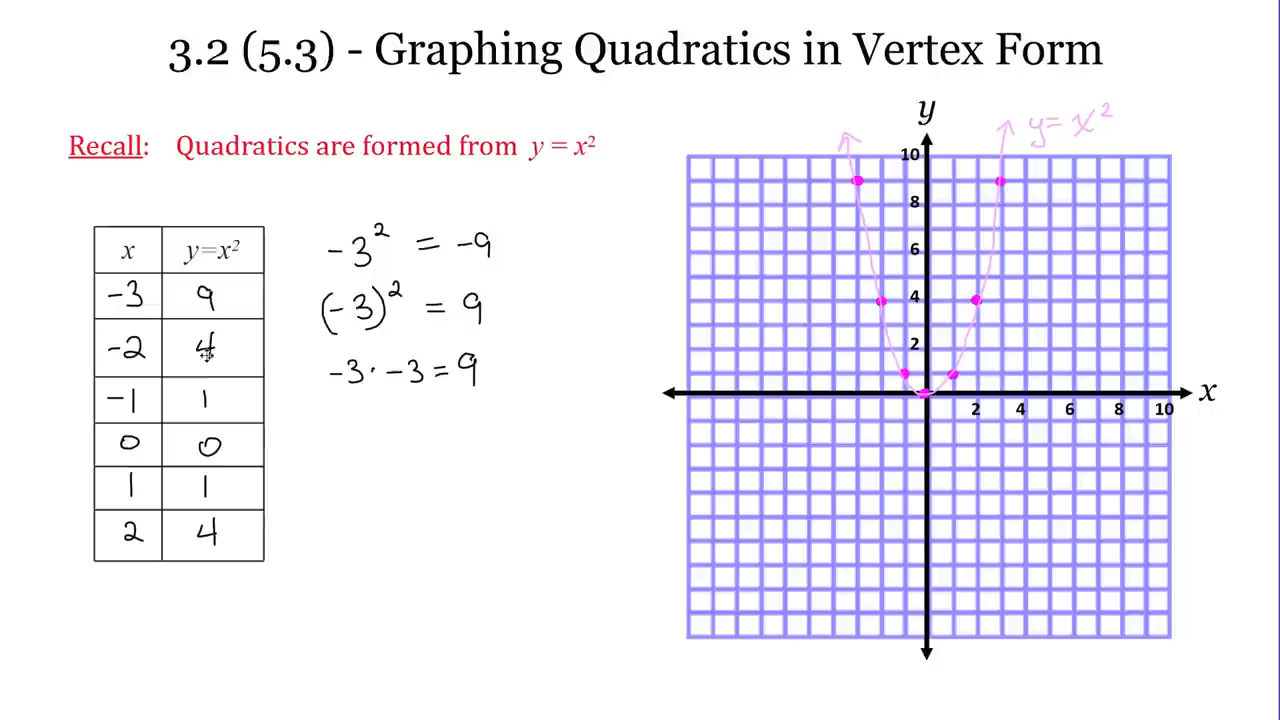 3.2 (5.3) - Graphing Quadratics in Vertex Form
Recall: Quadratics are formed from y = x²
x y=x²
-3 9
-2 4
-1 1
0 0
1 1
2 4
-3² = -9
(-3)² = 9
-3 · -3 = 9
y
y= x²
10
8
6
4
2
2 4 6 8 10
x